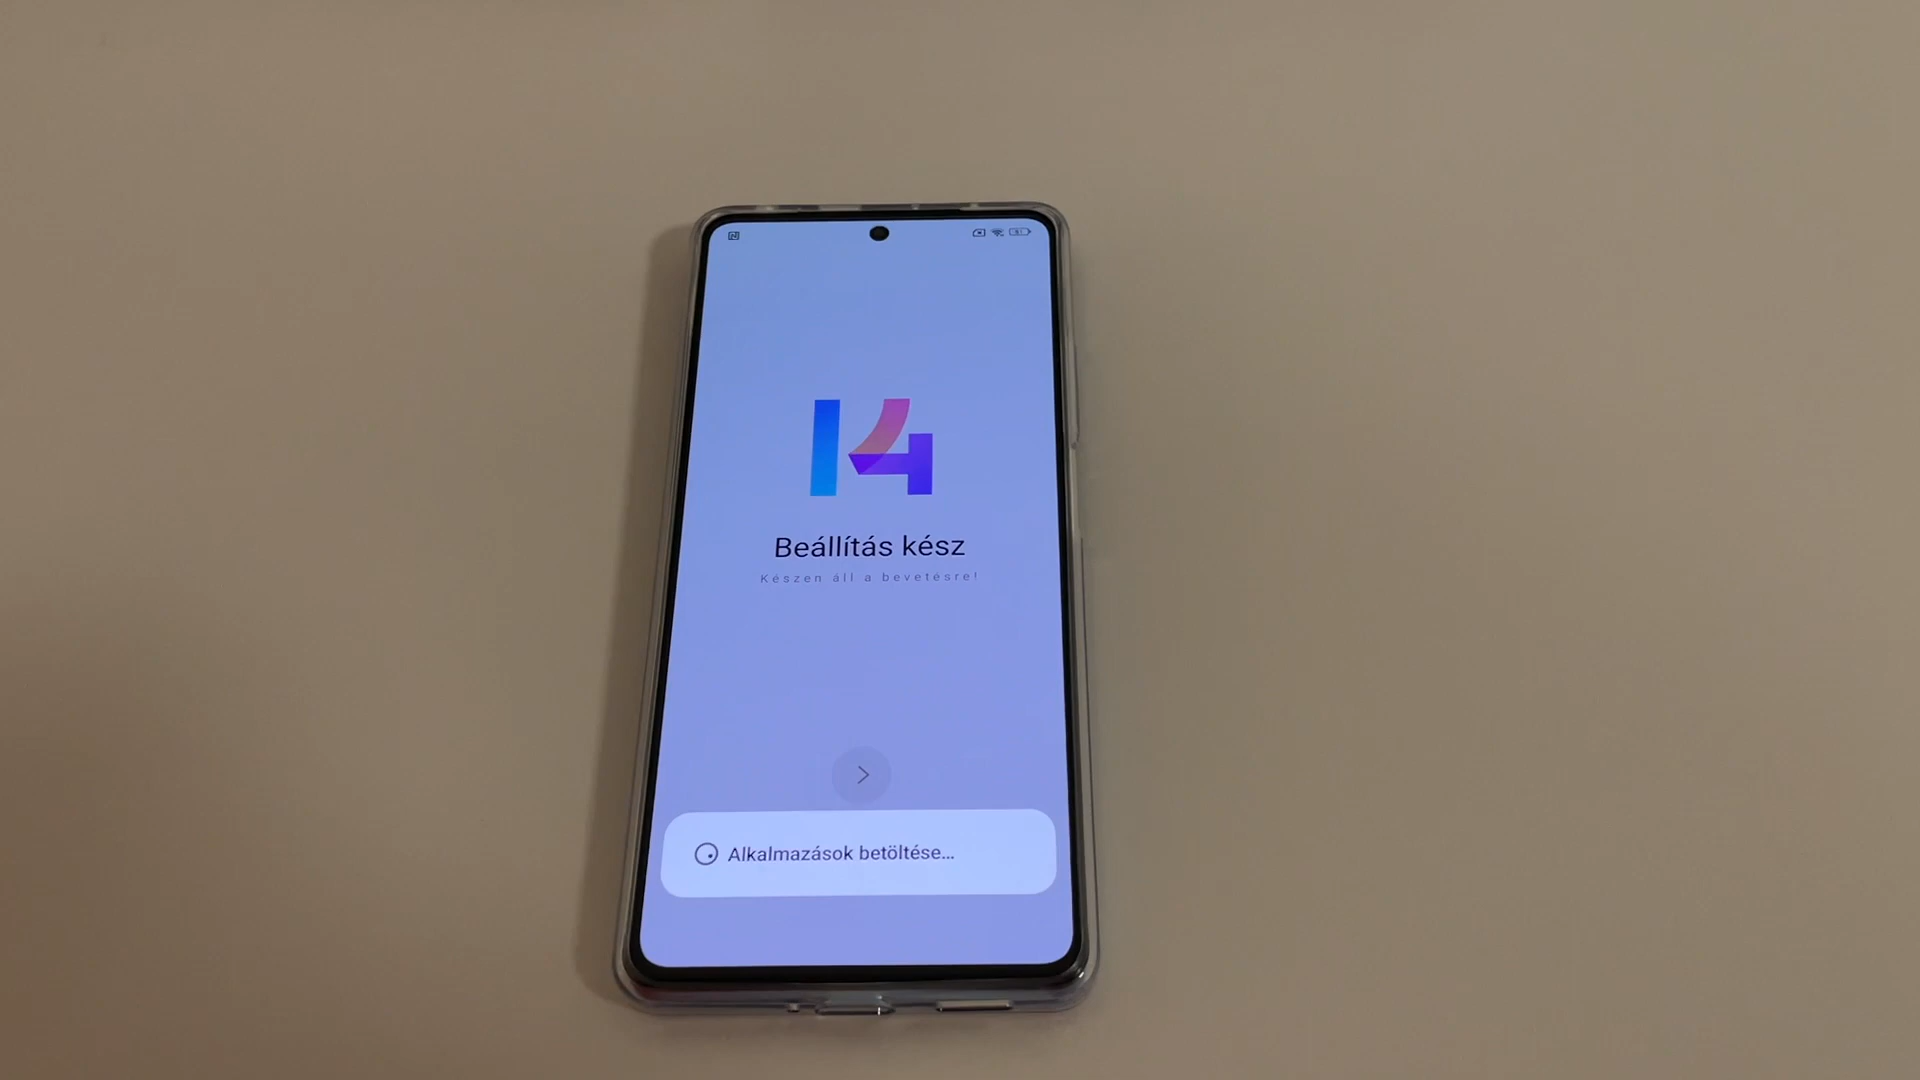 14
Beállítás kész
Készen áll a bevetésre!
Alkalmazások betöltése...